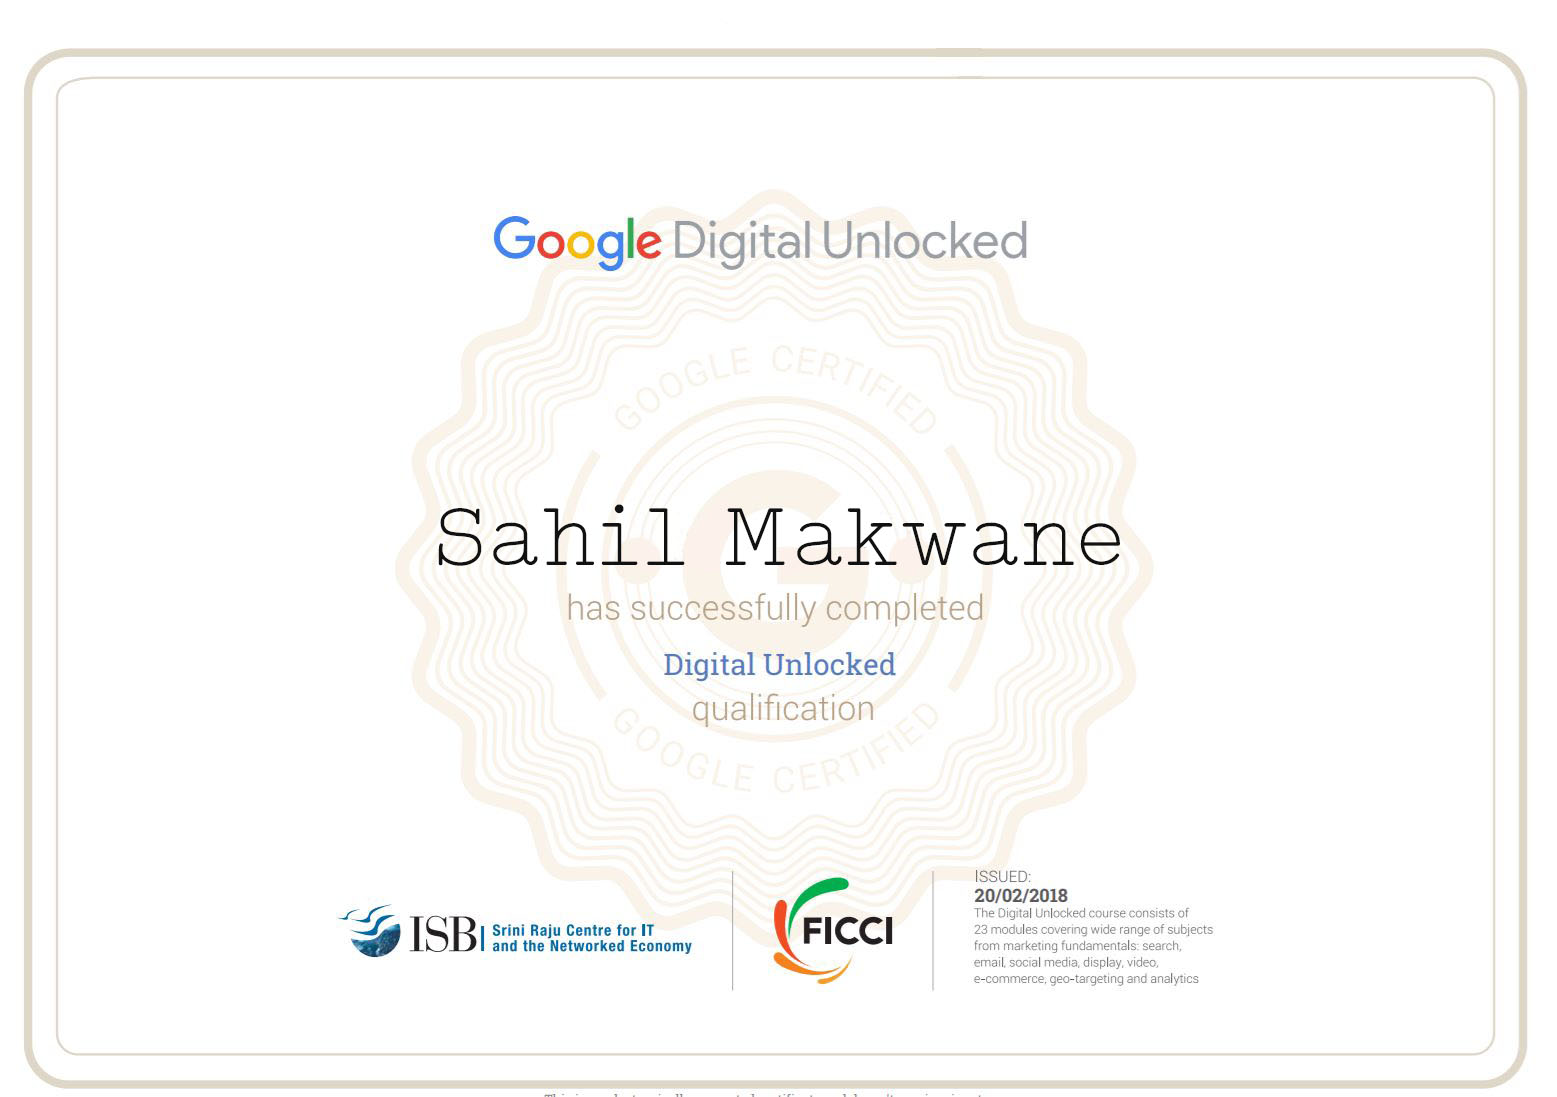 Google Digital Unlocked
GOOGLE CERTIFIED
Sahil Makwane
has successfully completed
Digital Unlocked
qualification
GOOGLE CERTIFIED
ISB
Srini Raju Centre for IT
and the Networked Economy
FICCI
ISSUED:
20/02/2018
The Digital Unlocked course consists of
23 modules covering wide range of subjects
from marketing fundamentals: search,
email, social media, display, video,
e-commerce, geo-targeting and analytics